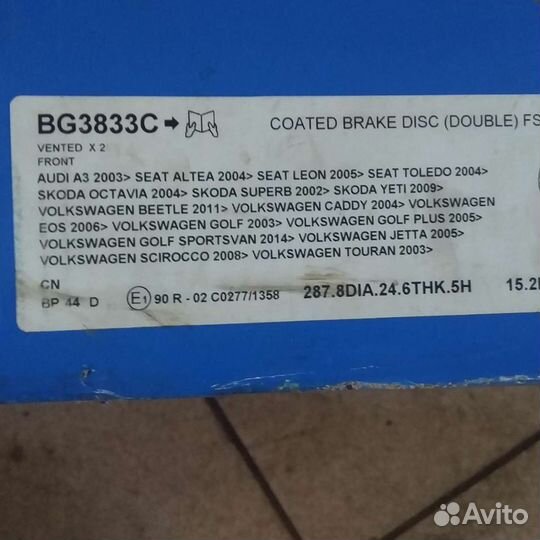 BG3833C
COATED BRAKE DISC (DOUBLE) FS
VENTED X 2
FRONT
AUDI A3 2003> SEAT ALTEA 2004> SEAT LEON 2005> SEAT TOLEDO 2004>
SKODA OCTAVIA 2004> SKODA SUPERB 2002> SKODA YETI 2009>
VOLKSWAGEN BEETLE 2011> VOLKSWAGEN CADDY 2004> VOLKSWAGEN
EOS 2006> VOLKSWAGEN GOLF 2003> VOLKSWAGEN GOLF PLUS 2005>
VOLKSWAGEN GOLF SPORTSVAN 2014> VOLKSWAGEN JETTA 2005>
VOLKSWAGEN SCIROCCO 2008> VOLKSWAGEN TOURAN 2003>
CN
BP 44 D E1 90 R - 02 C0277/1358 287.8DIA.24.6THK.5H 15.2
Avito